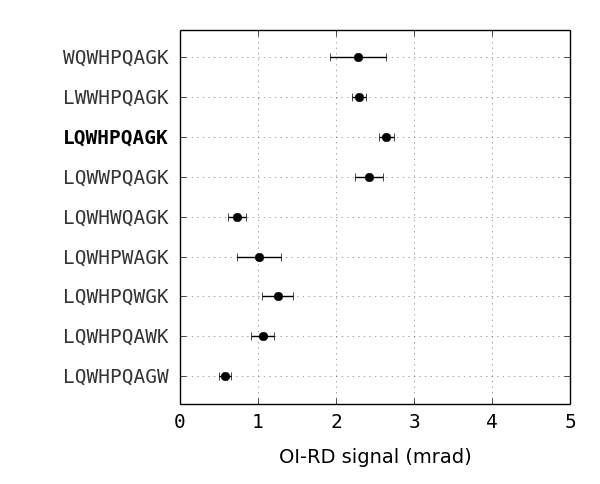 WQWHPQAGK
LWWHPQAGK
LQWHPQAGK
LQWWPQAGK
LQWHWQAGK
LQWHPWAGK
LQWHPQWGK
LQWHPQAWK
LQWHPQAGW
0 1 2 3 4 5
OI-RD signal (mrad)